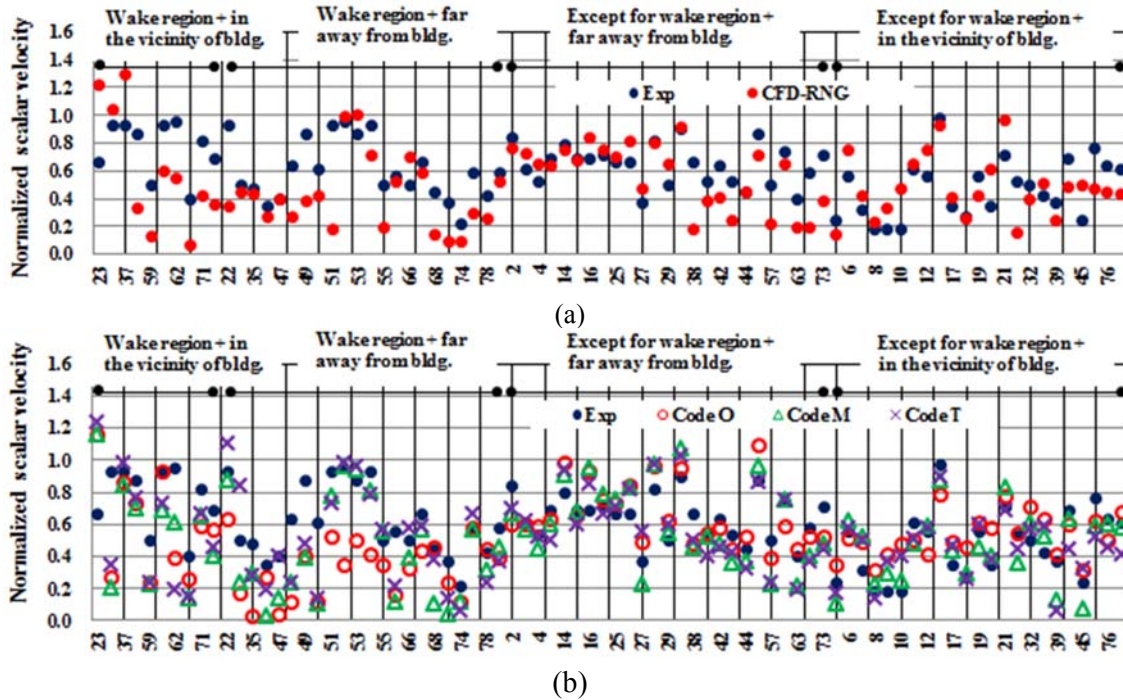 (a)
Wake region + in
the vicinity of bldg.
Wake region + far
away from bldg.
Except for wake region +
far away from bldg.
Except for wake region +
in the vicinity of bldg.
Normalized scalar velocity
1.6
1.4
1.2
1.0
0.8
0.6
0.4
0.2
0.0
Exp CFD-RNG
23 37 59 62 71 22 35 47 49 51 53 55 66 68 74 78 2 4 14 16 25 27 29 38 42 44 57 63 73 6 8 10 12 17 19 21 32 39 45 76
(a)
Wake region + in
the vicinity of bldg.
Wake region + far
away from bldg.
Except for wake region +
far away from bldg.
Except for wake region +
in the vicinity of bldg.
Normalized scalar velocity
1.6
1.4
1.2
1.0
0.8
0.6
0.4
0.2
0.0
Exp Code O Code M Code T
23 37 59 62 71 22 35 47 49 51 53 55 66 68 74 78 2 4 14 16 25 27 29 38 42 44 57 63 73 6 8 10 12 17 19 21 32 39 45 76
(b)